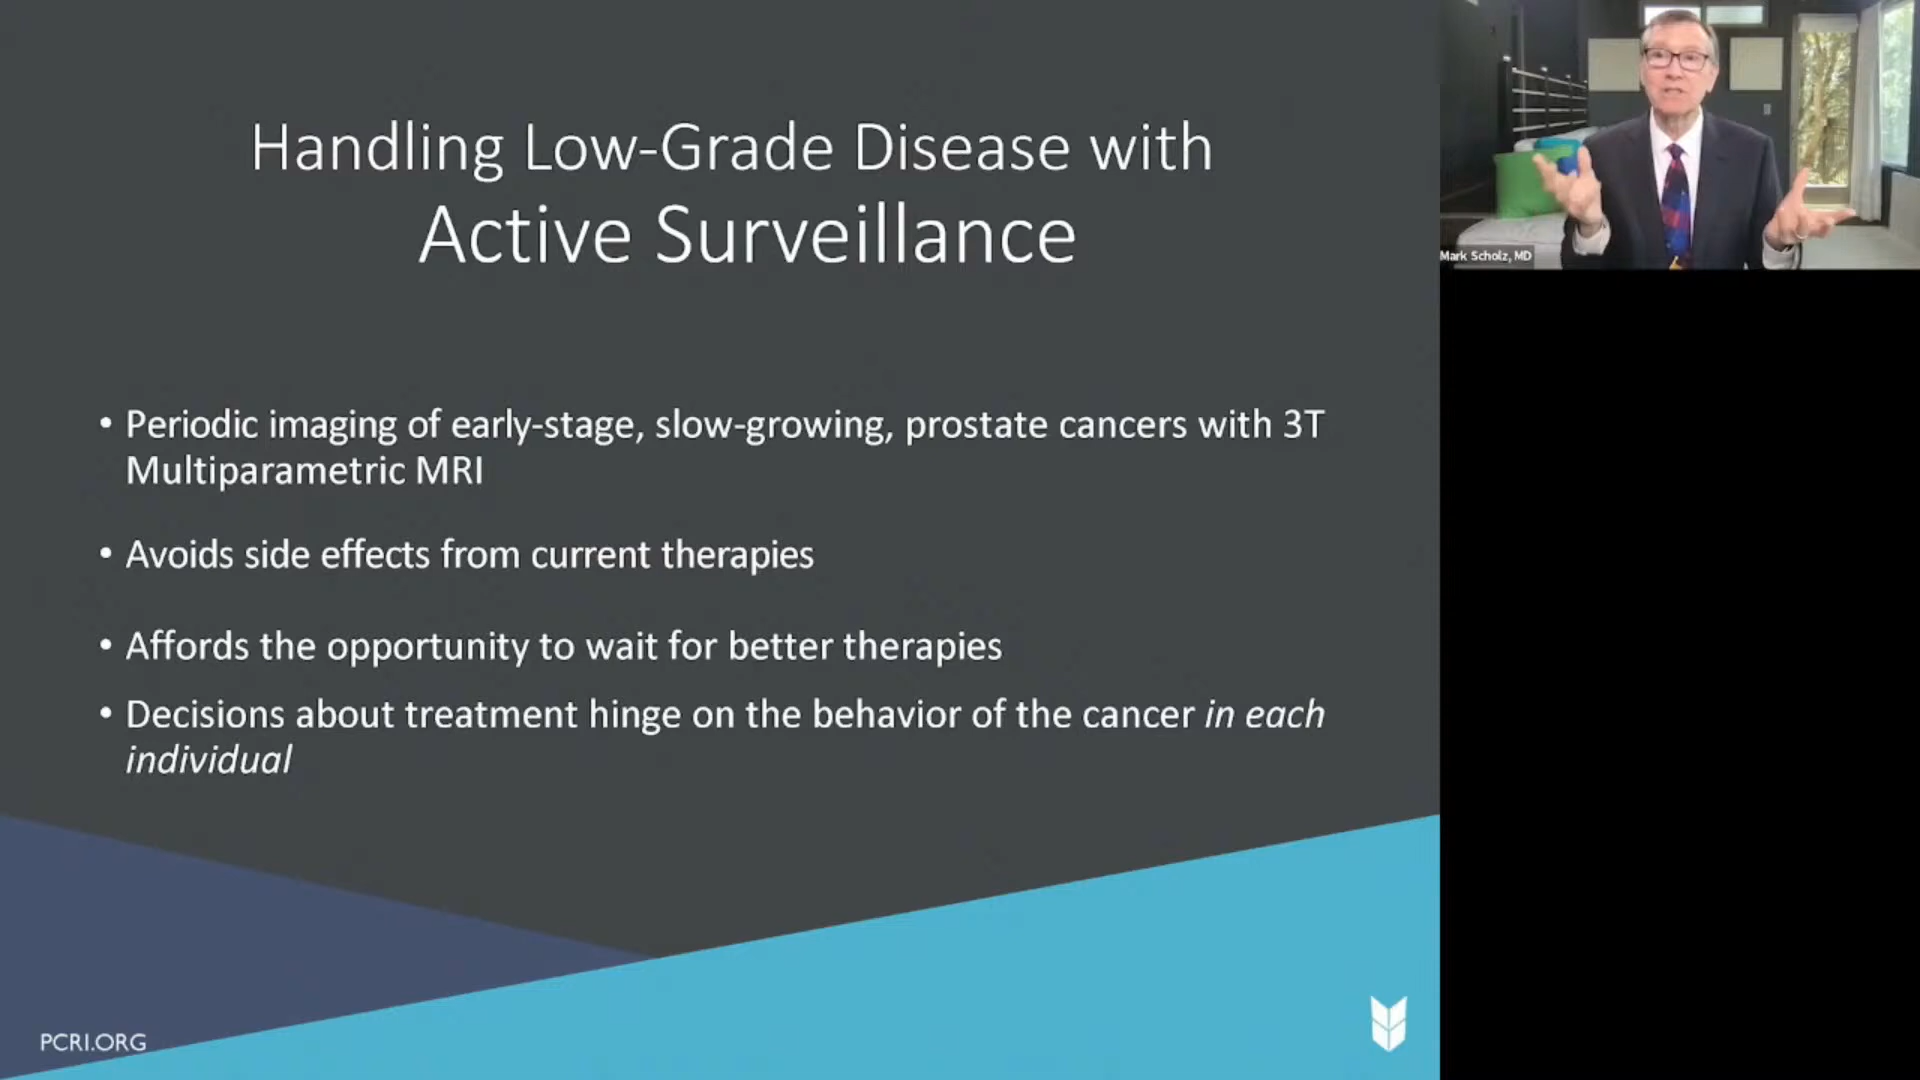 Handling Low-Grade Disease with
Active Surveillance
• Periodic imaging of early-stage, slow-growing, prostate cancers with 3T
Multiparametric MRI
• Avoids side effects from current therapies
• Affords the opportunity to wait for better therapies
• Decisions about treatment hinge on the behavior of the cancer in each
individual
PCRI.ORG
Mark Scholz, MD